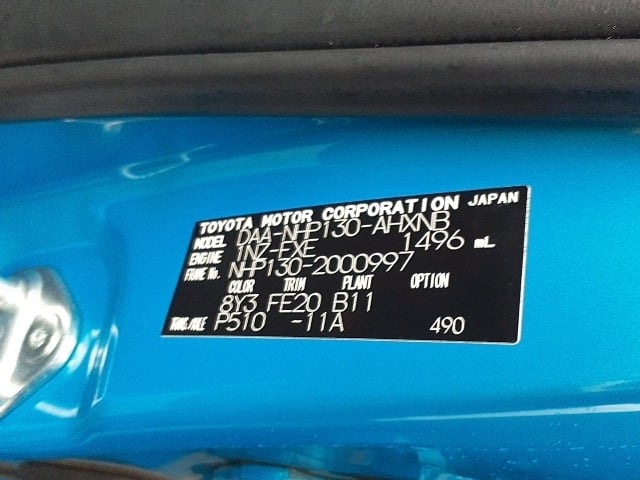 TOYOTA MOTOR CORPORATION JAPAN
MODEL DAA-NHP130-AHXNB
ENGINE 1NZ-FXE 1496 mL
FRAME No. NHP130-2000997
COLOR TRIM PLANT OPTION
8Y3 FE20 B11
TRANS/AXLE P510 -11A 490